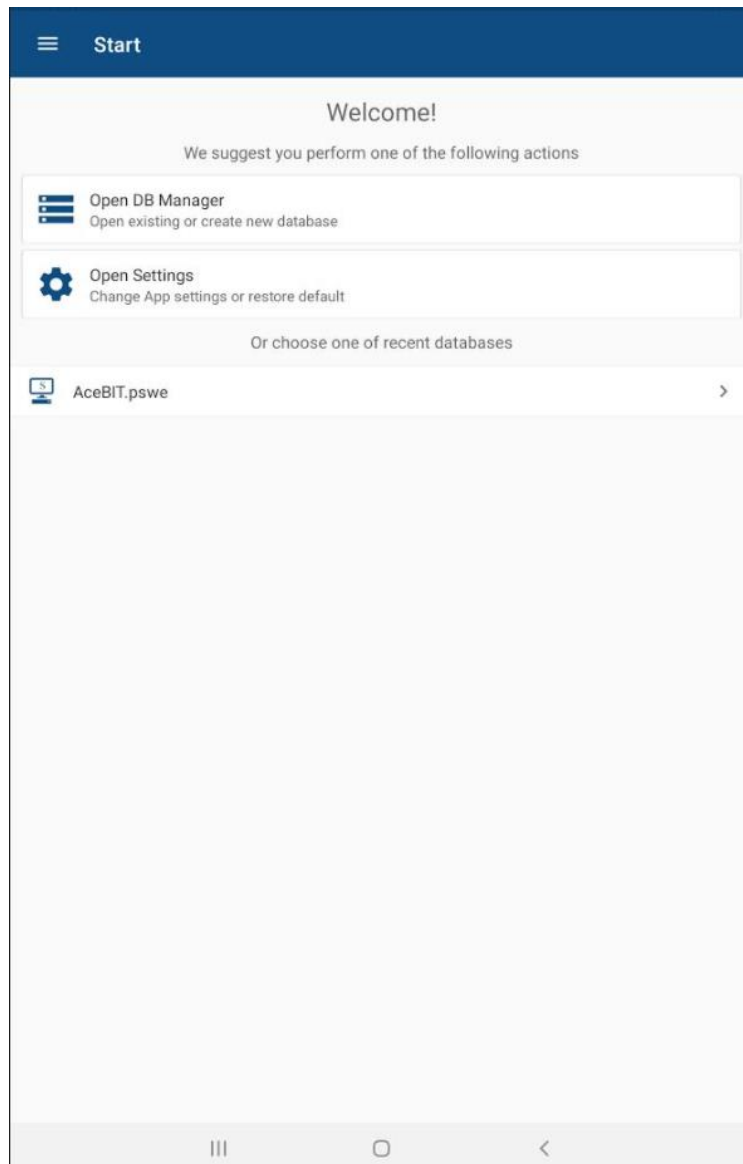 Start
Welcome!
We suggest you perform one of the following actions
Open DB Manager
Open existing or create new database
Open Settings
Change App settings or restore default
Or choose one of recent databases
S
AceBIT.pswe